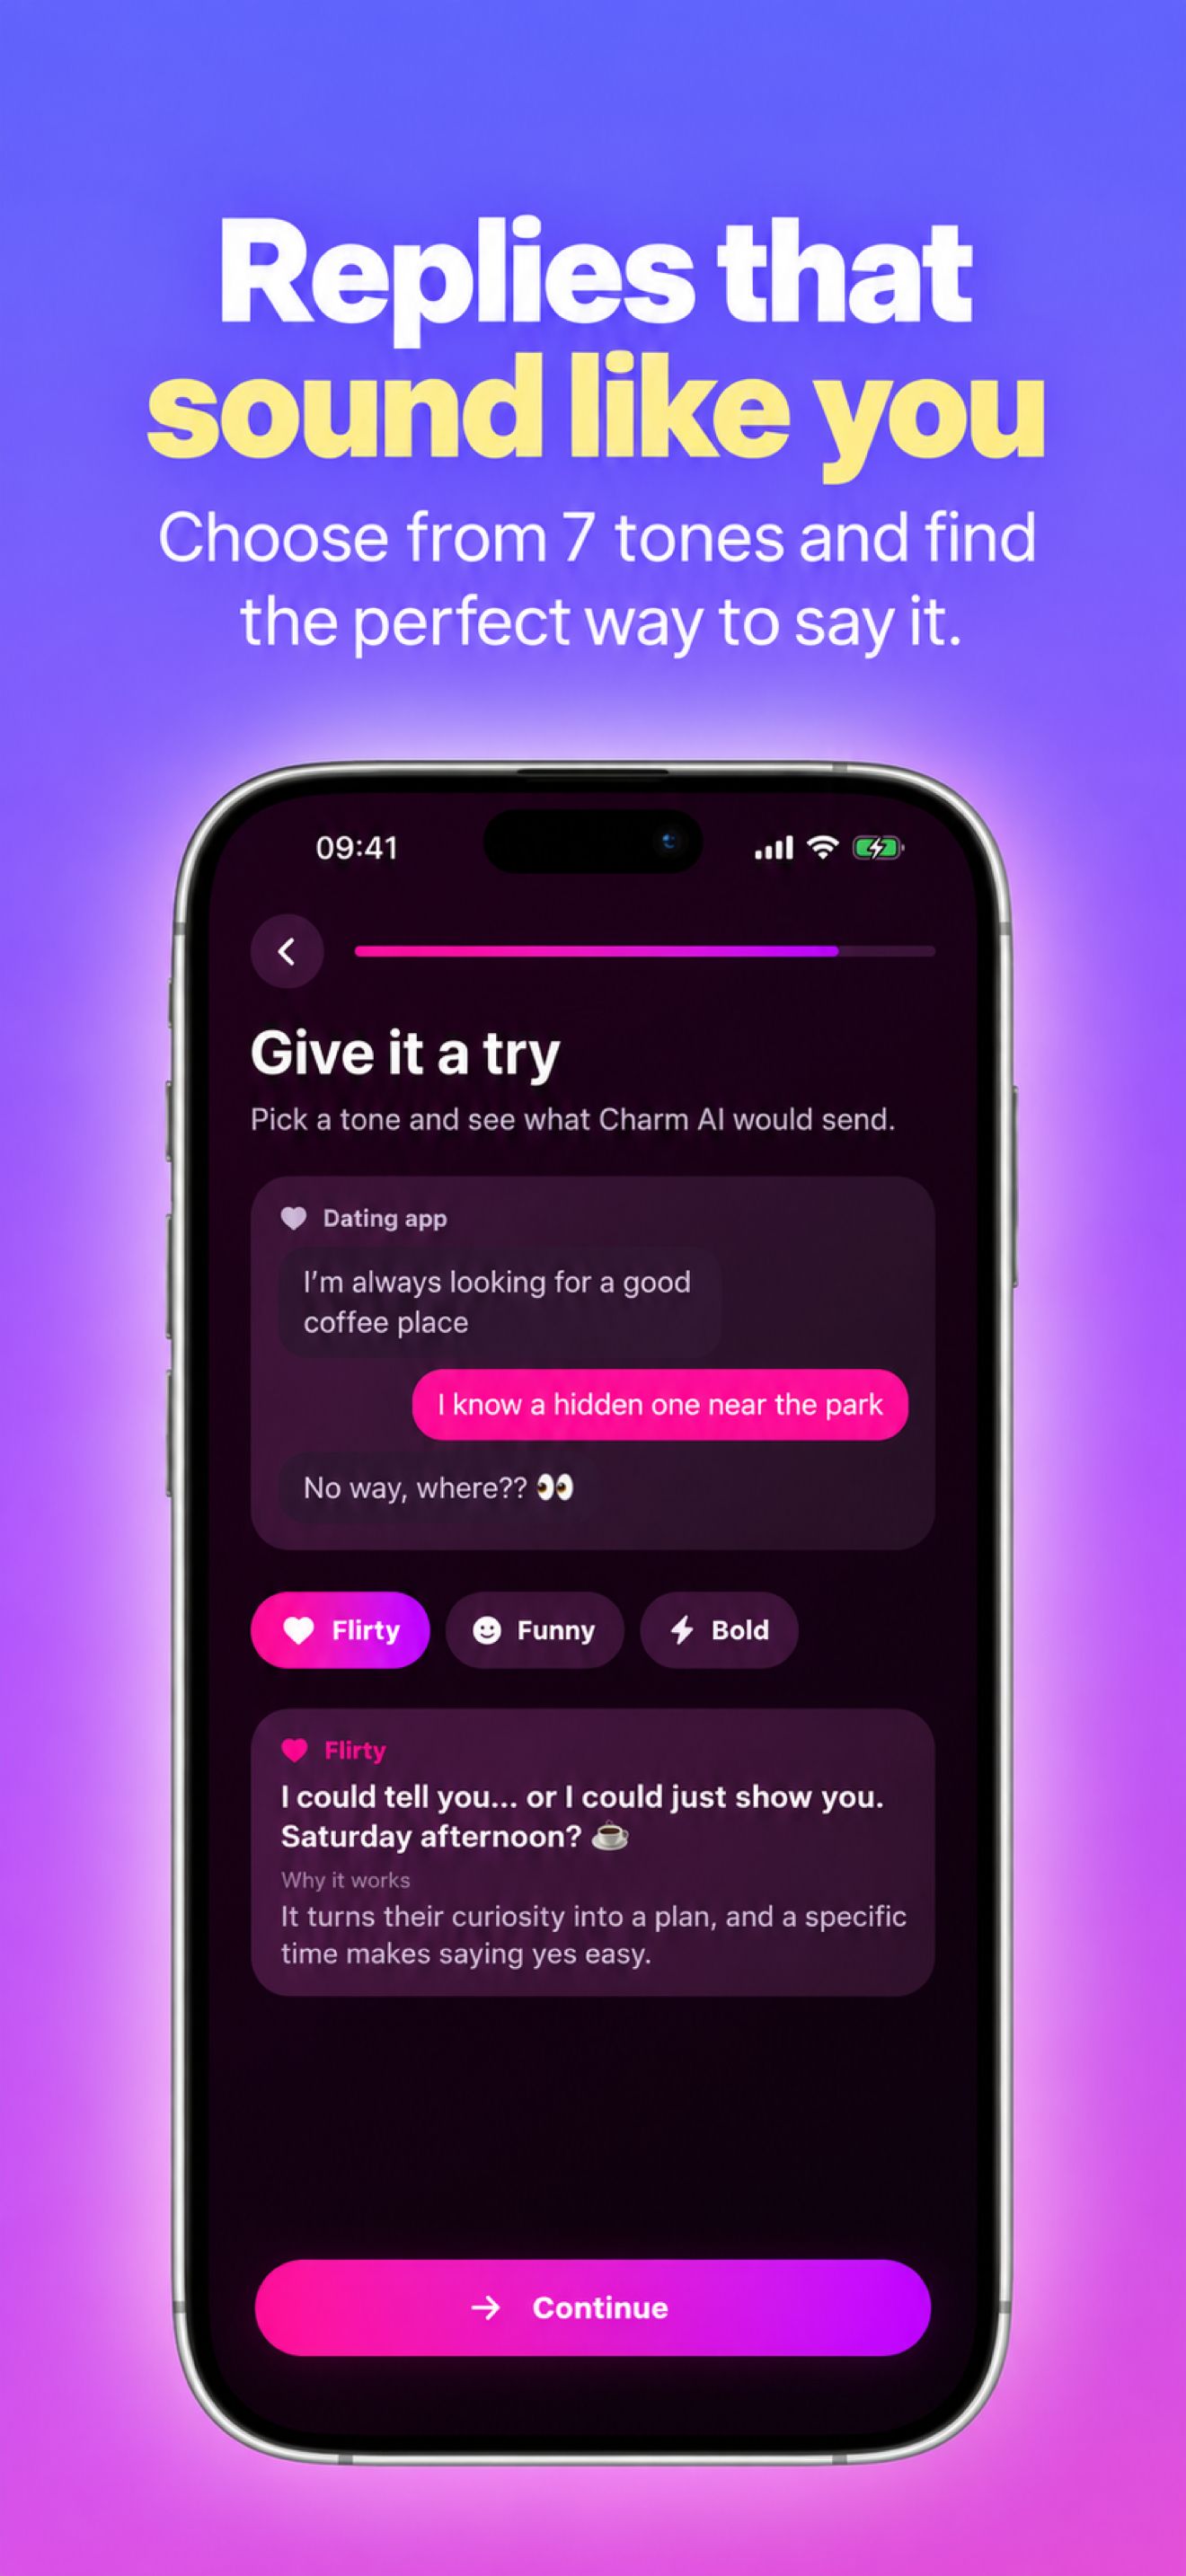 Replies that
sound like you
Choose from 7 tones and find
the perfect way to say it.
09:41
Give it a try
Pick a tone and see what Charm AI would send.
Dating app
I’m always looking for a good
coffee place
I know a hidden one near the park
No way, where?? 👀
Flirty
Funny
Bold
Flirty
I could tell you... or I could just show you.
Saturday afternoon? ☕
Why it works
It turns their curiosity into a plan, and a specific
time makes saying yes easy.
→ Continue